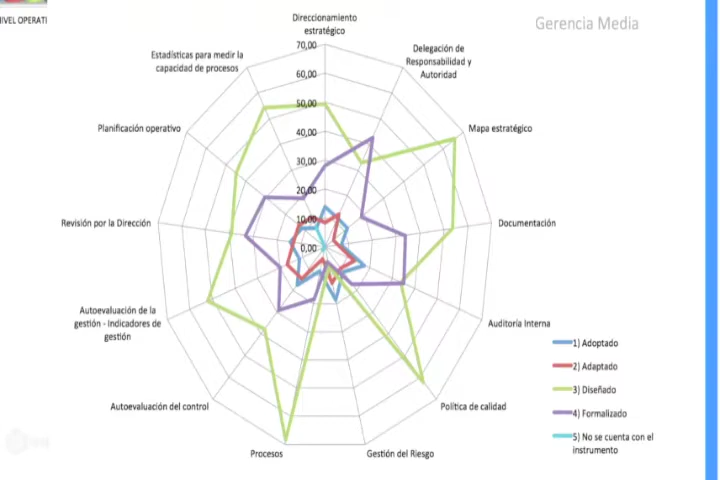 NIVEL OPERATI
Gerencia Media
Direccionamiento
estratégico
70,00
60,00
50,00
40,00
30,00
20,00
10,00
0,00
Delegación de
Responsabilidad y
Autoridad
Mapa estratégico
Documentación
Auditoria Interna
Política de calidad
Gestión del Riesgo
Procesos
Autoevaluación del control
Autoevaluación de la
gestión - Indicadores de
gestión
Revisión por la Dirección
Planificación operativo
Estadísticas para medir la
capacidad de procesos
1) Adoptado
2) Adaptado
3) Diseñado
4) Formalizado
5) No se cuenta con el
instrumento